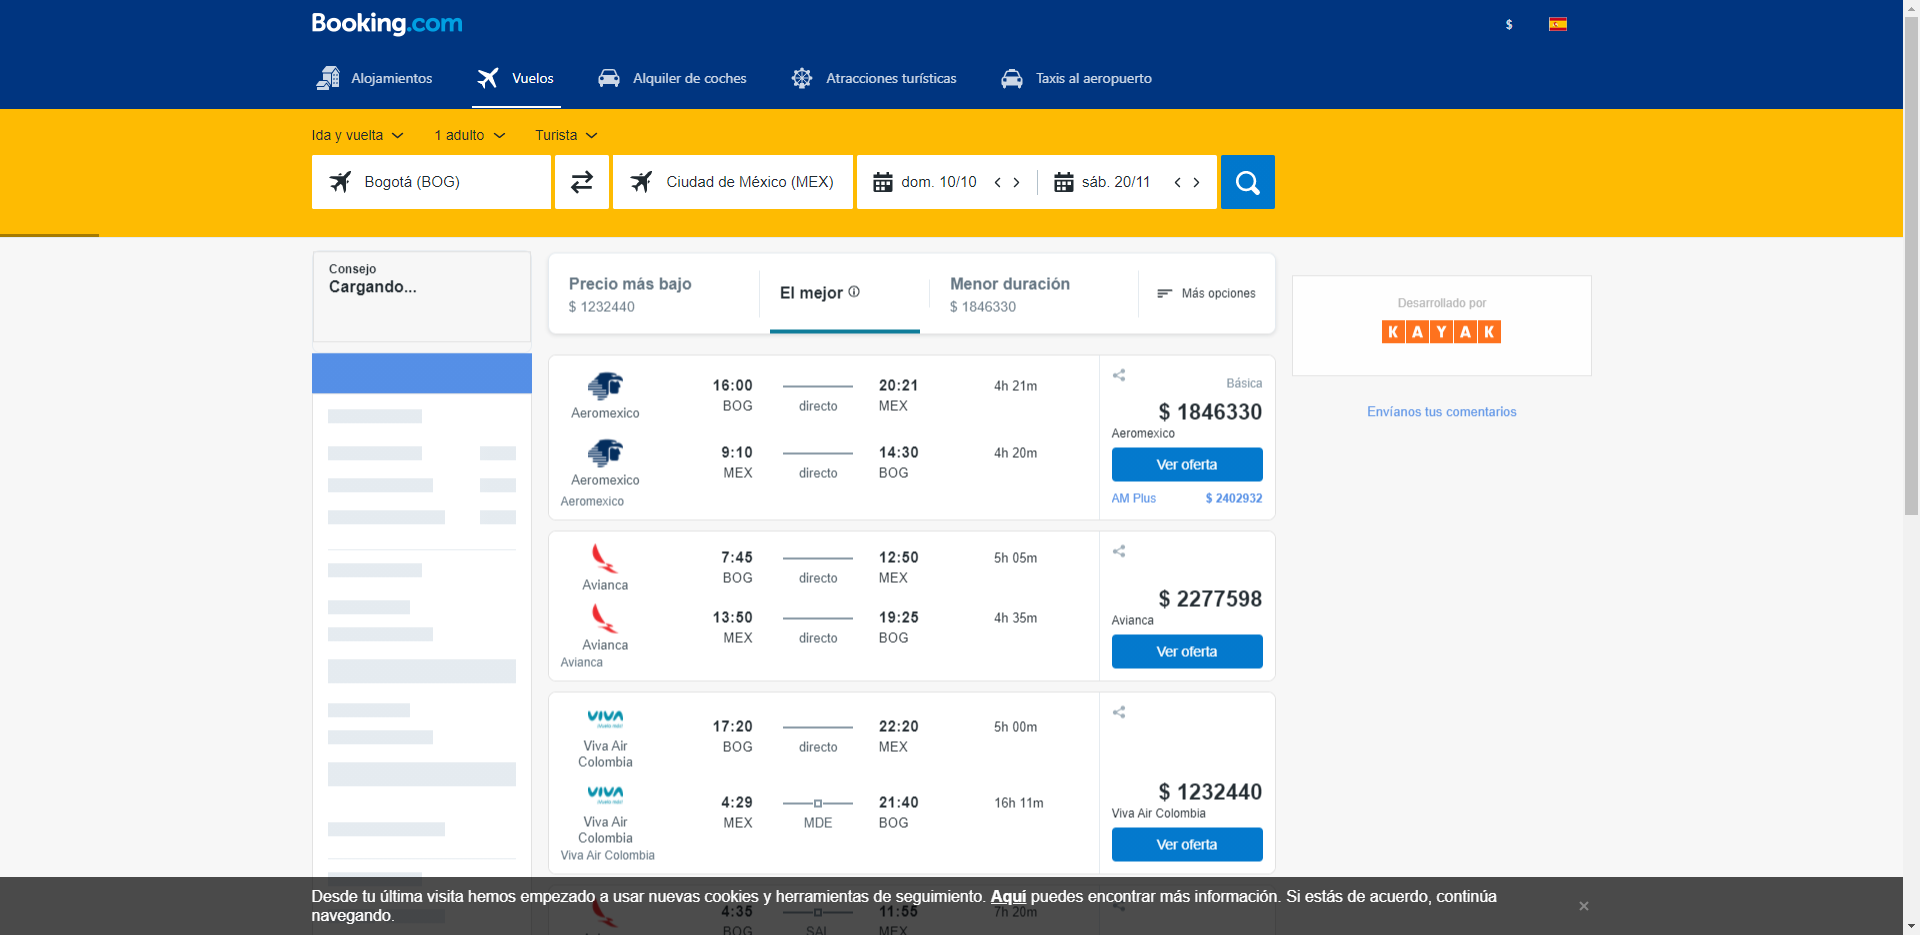 Booking.com
$
Alojamientos
Vuelos
Alquiler de coches
Atracciones turísticas
Taxis al aeropuerto
Ida y vuelta
1 adulto
Turista
Bogotá (BOG)
Ciudad de México (MEX)
dom. 10/10
sáb. 20/11
Consejo
Cargando...
Precio más bajo
$ 1232440
El mejor
Menor duración
$ 1846330
Más opciones
Desarrollado por
KAYAK
Envíanos tus comentarios
Aeromexico
16:00
BOG
directo
20:21
MEX
4h 21m
Aeromexico
9:10
MEX
directo
14:30
BOG
4h 20m
Aeromexico
Básica
$ 1846330
Aeromexico
Ver oferta
AM Plus
$ 2402932
Avianca
7:45
BOG
directo
12:50
MEX
5h 05m
Avianca
13:50
MEX
directo
19:25
BOG
4h 35m
Avianca
$ 2277598
Avianca
Ver oferta
VIVA
Viva Air
Colombia
17:20
BOG
directo
22:20
MEX
5h 00m
VIVA
Viva Air
Colombia
4:29
MEX
MDE
21:40
BOG
16h 11m
Viva Air Colombia
$ 1232440
Viva Air Colombia
Ver oferta
Desde tu última visita hemos empezado a usar nuevas cookies y herramientas de seguimiento. Aquí puedes encontrar más información. Si estás de acuerdo, continúa
navegando.
4:35
BOG
SAL
11:55
MEX
7h 20m